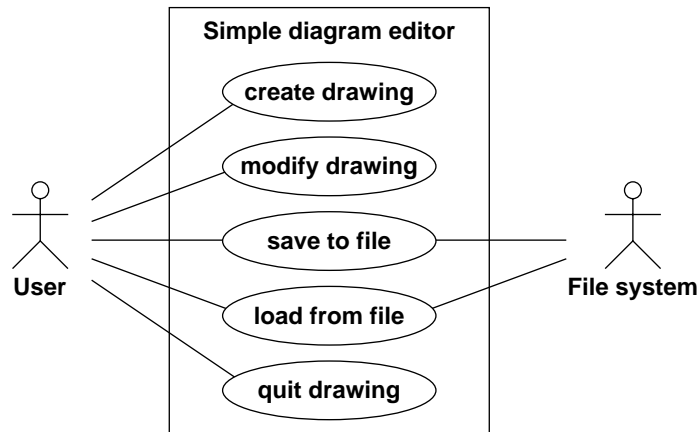 Simple diagram editor
create drawing
modify drawing
save to file
User
File system
load from file
quit drawing